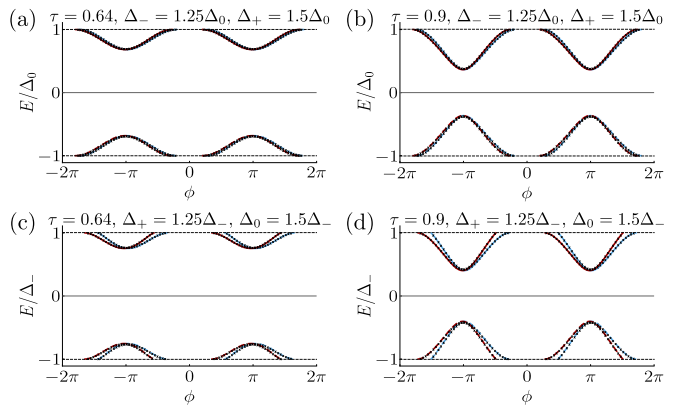 (a) τ = 0.64, Δ₋ = 1.25Δ₀, Δ₊ = 1.5Δ₀
1
0
−1
E/Δ₀
−2π −π 0 π 2π
ϕ
(b) τ = 0.9, Δ₋ = 1.25Δ₀, Δ₊ = 1.5Δ₀
1
0
−1
E/Δ₀
−2π −π 0 π 2π
ϕ
(c) τ = 0.64, Δ₊ = 1.25Δ₋, Δ₀ = 1.5Δ₋
1
0
−1
E/Δ₋
−2π −π 0 π 2π
ϕ
(d) τ = 0.9, Δ₊ = 1.25Δ₋, Δ₀ = 1.5Δ₋
1
0
−1
E/Δ₋
−2π −π 0 π 2π
ϕ